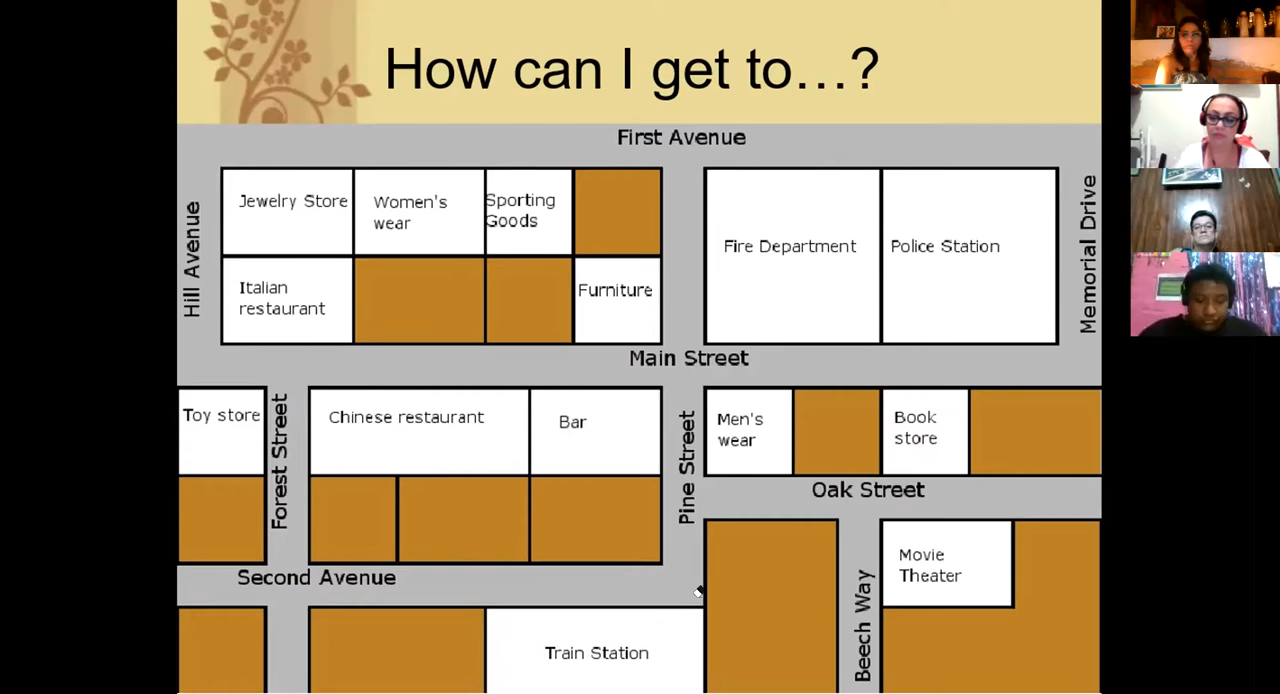 How can I get to…?
First Avenue
Hill Avenue
Jewelry Store
Women's
wear
Sporting
Goods
Fire Department
Police Station
Memorial Drive
Italian
restaurant
Furniture
Main Street
Toy store
Forest Street
Chinese restaurant
Bar
Pine Street
Men's
wear
Book
store
Oak Street
Second Avenue
Beech Way
Movie
Theater
Train Station